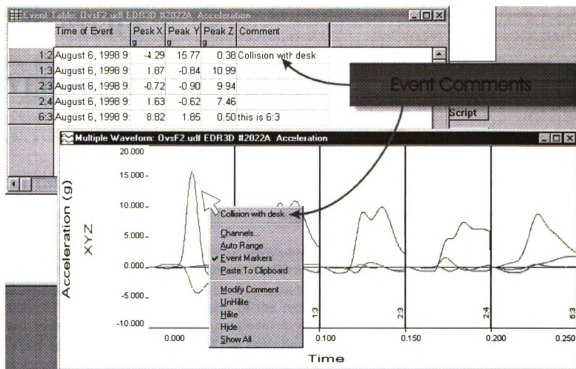 Event Table: OvsF2.udf EDR3D #2022A Acceleration
Time of Event Peak X Peak Y Peak Z Comment
g g g
1:2 August 6, 1998 9: -4.29 15.77 0.38 Collision with desk
1:3 August 6, 1998 9: 1.87 -0.84 10.99
2:3 August 6, 1998 9: -0.72 -0.90 9.94
2:4 August 6, 1998 9: 1.63 -0.62 7.46
6:3 August 6, 1998 9: 8.82 1.85 0.50 this is 6:3
Event Comments
Script
Multiple Waveform: OvsF2.udf EDR3D #2022A Acceleration
Acceleration (g)
XYZ
20.000
15.000
10.000
5.000
0.000
-5.000
-10.000
Collision with desk
Channels...
Auto Range
Event Markers
Paste To Clipboard
Modify Comment
UnHilite
Hilite
Hide
Show All
1:3
2:3
2:4
6:3
0.000 0.100 0.150 0.200 0.250
Time